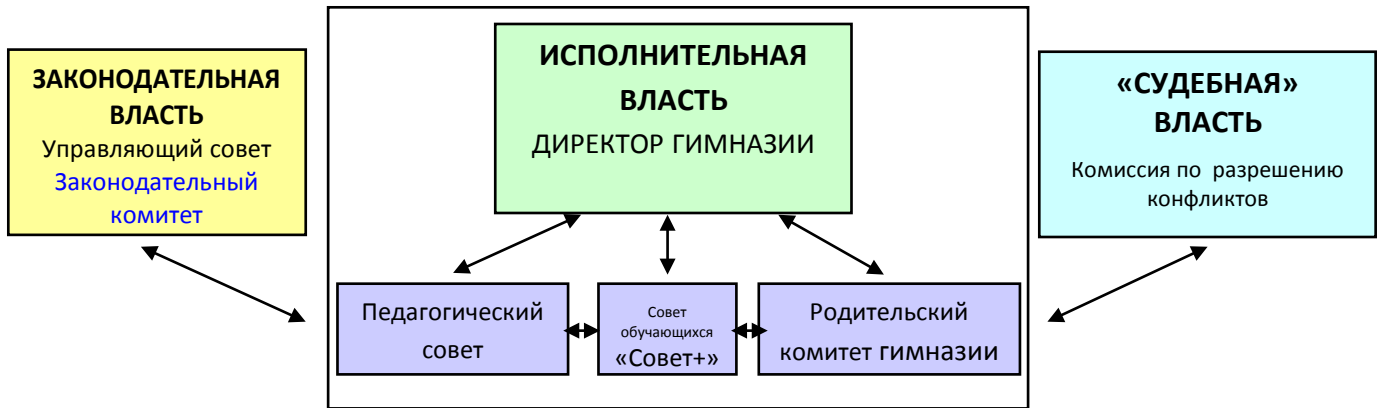 ЗАКОНОДАТЕЛЬНАЯ
ВЛАСТЬ
Управляющий совет
Законодательный
комитет
ИСПОЛНИТЕЛЬНАЯ
ВЛАСТЬ
ДИРЕКТОР ГИМНАЗИИ
«СУДЕБНАЯ»
ВЛАСТЬ
Комиссия по разрешению
конфликтов
Педагогический
совет
Совет
обучающихся
«Совет+»
Родительский
комитет гимназии